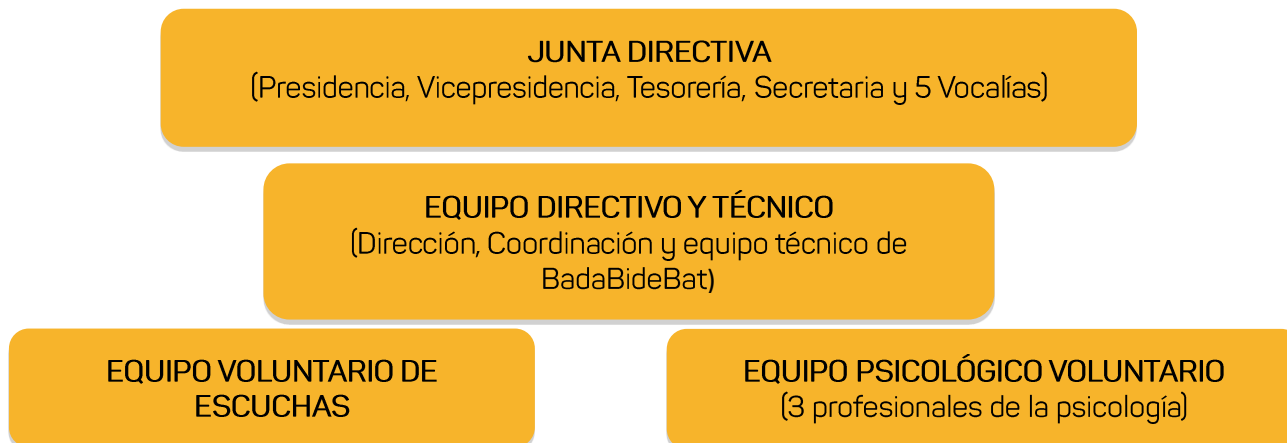 JUNTA DIRECTIVA
(Presidencia, Vicepresidencia, Tesorería, Secretaria y 5 Vocalías)
EQUIPO DIRECTIVO Y TÉCNICO
(Dirección, Coordinación y equipo técnico de
BadaBideBat)
EQUIPO VOLUNTARIO DE
ESCUCHAS
EQUIPO PSICOLÓGICO VOLUNTARIO
(3 profesionales de la psicología)